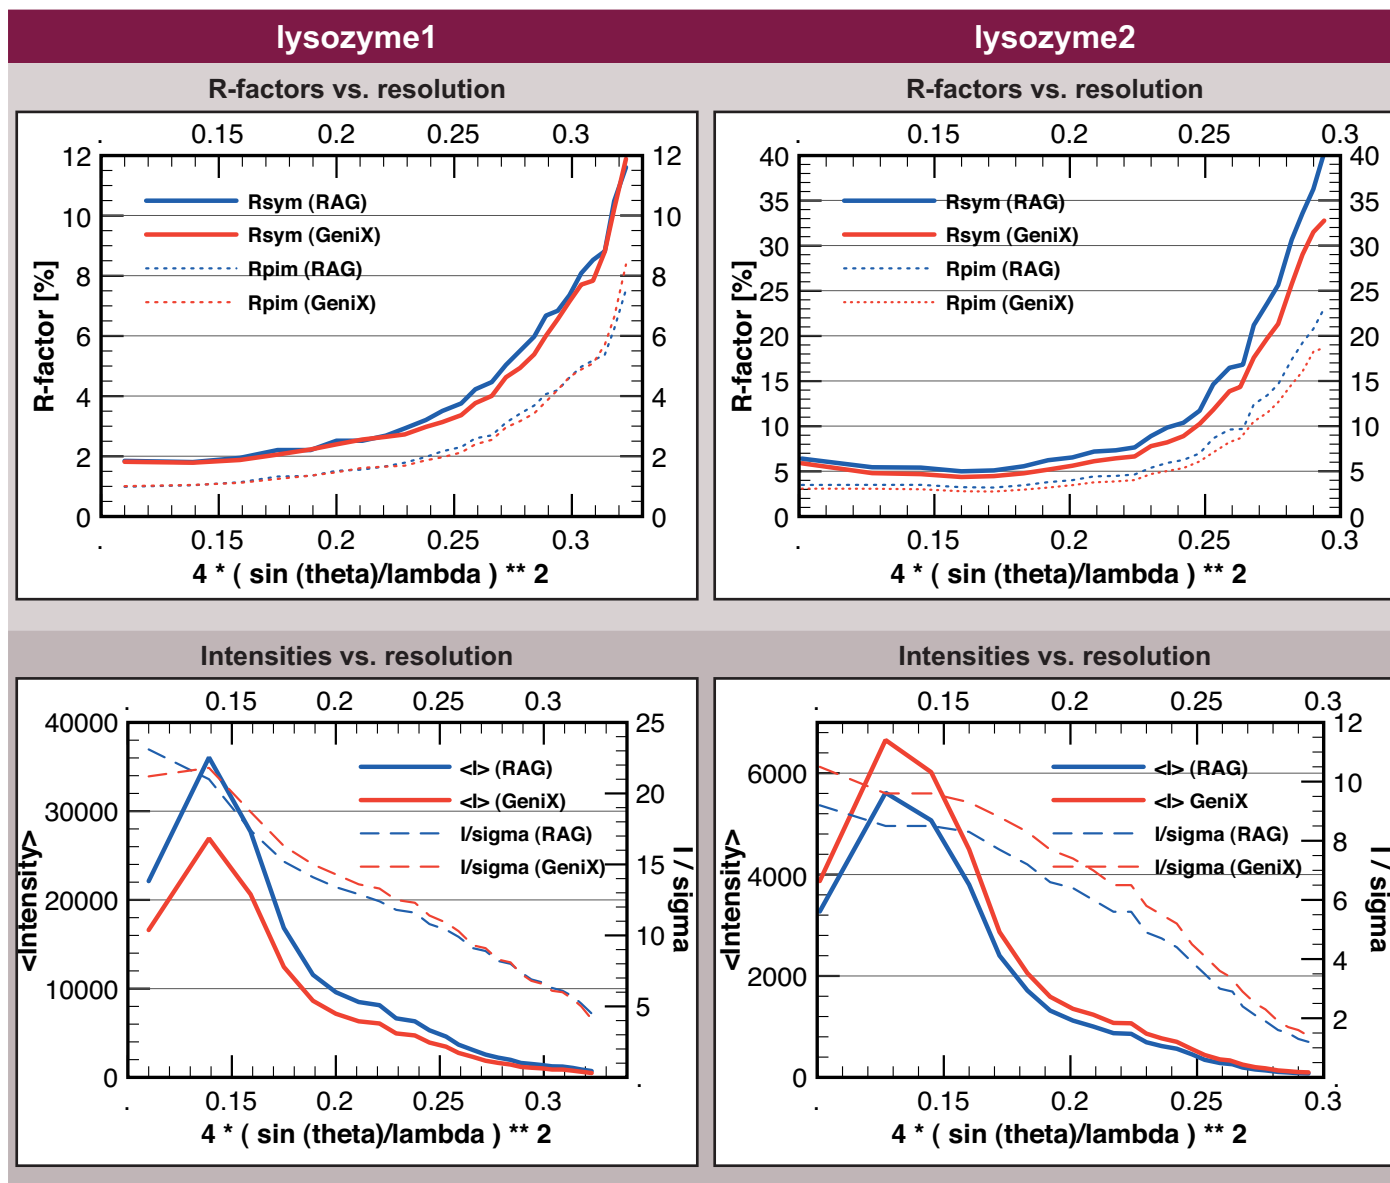 lysozyme1
lysozyme2
R-factors vs. resolution
R-factors vs. resolution
. 0.15 0.2 0.25 0.3
12 10 8 6 4 2 0
12 10 8 6 4 2 0
R-factor [%]
Rsym (RAG)
Rsym (GeniX)
Rpim (RAG)
Rpim (GeniX)
. 0.15 0.2 0.25 0.3
4 * ( sin (theta)/lambda ) ** 2
. 0.15 0.2 0.25 0.3
40 35 30 25 20 15 10 5 0
40 35 30 25 20 15 10 5 0
R-factor [%]
Rsym (RAG)
Rsym (GeniX)
Rpim (RAG)
Rpim (GeniX)
. 0.15 0.2 0.25 0.3
4 * ( sin (theta)/lambda ) ** 2
Intensities vs. resolution
Intensities vs. resolution
. 0.15 0.2 0.25 0.3
40000 30000 20000 10000 0
25 20 15 10 5 .
<Intensity>
I / sigma
<I> (RAG)
<I> (GeniX)
I/sigma (RAG)
I/sigma (GeniX)
. 0.15 0.2 0.25 0.3
4 * ( sin (theta)/lambda ) ** 2
. 0.15 0.2 0.25 0.3
6000 4000 2000 0
12 10 8 6 4 2 .
<Intensity>
I / sigma
<I> (RAG)
<I> GeniX
I/sigma (RAG)
I/sigma (GeniX)
. 0.15 0.2 0.25 0.3
4 * ( sin (theta)/lambda ) ** 2